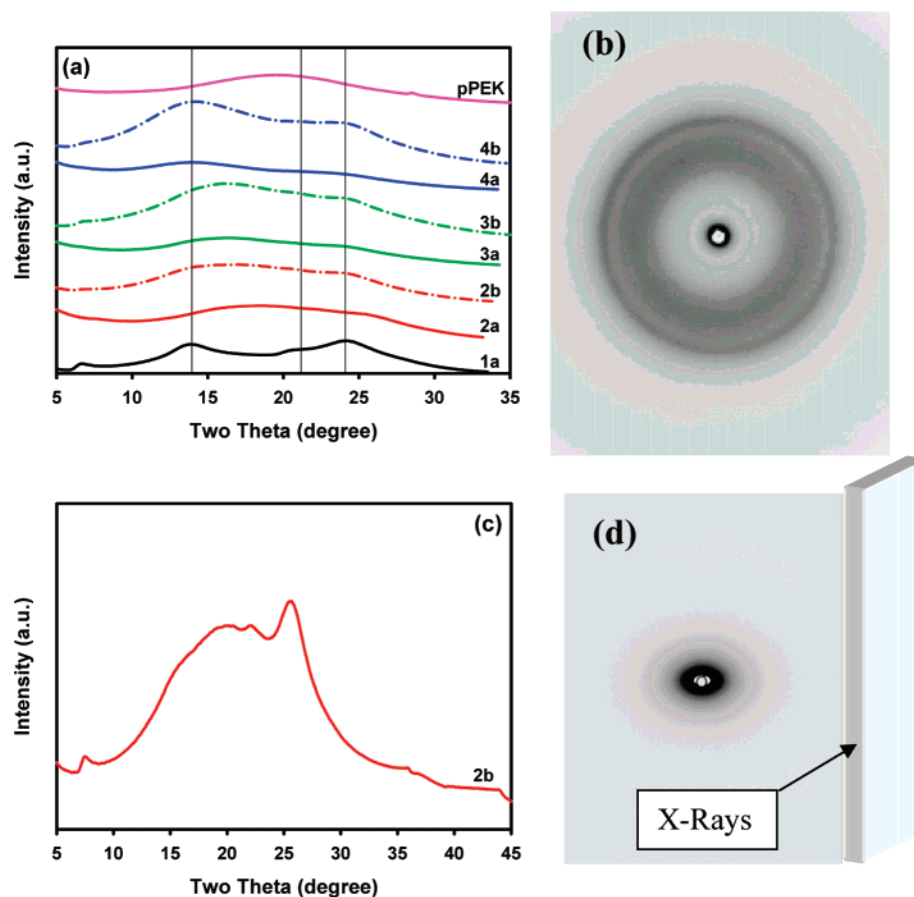 (a)
pPEK
4b
4a
3b
3a
2b
2a
1a
Intensity (a.u.)
5 10 15 20 25 30 35
Two Theta (degree)
(b)
(c)
2b
Intensity (a.u.)
5 10 15 20 25 30 35 40 45
Two Theta (degree)
(d)
X-Rays